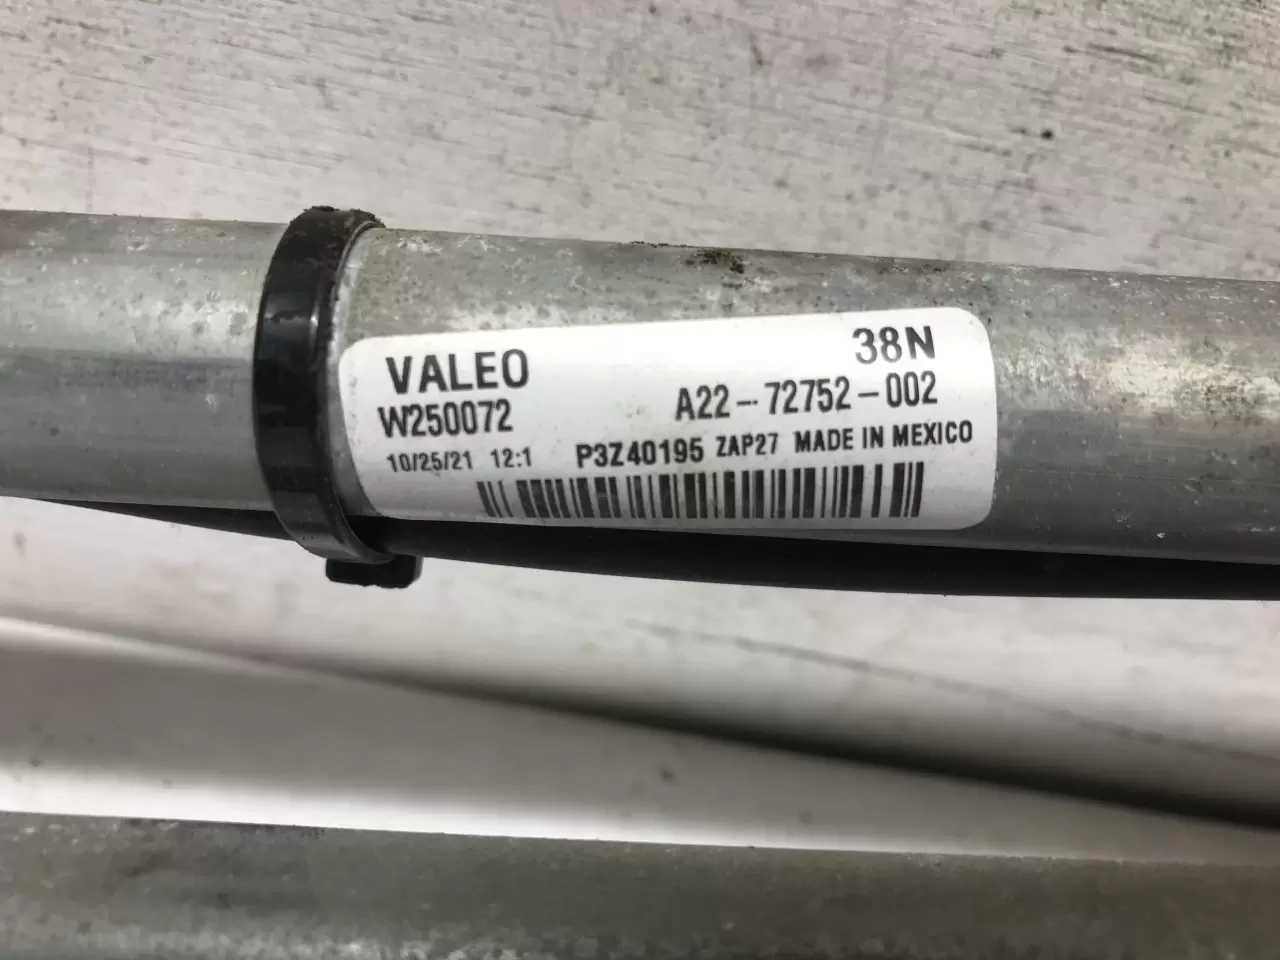 VALEO 38N
W250072 A22-72752-002
10/25/21 12:1 P3Z40195 ZAP27 MADE IN MEXICO